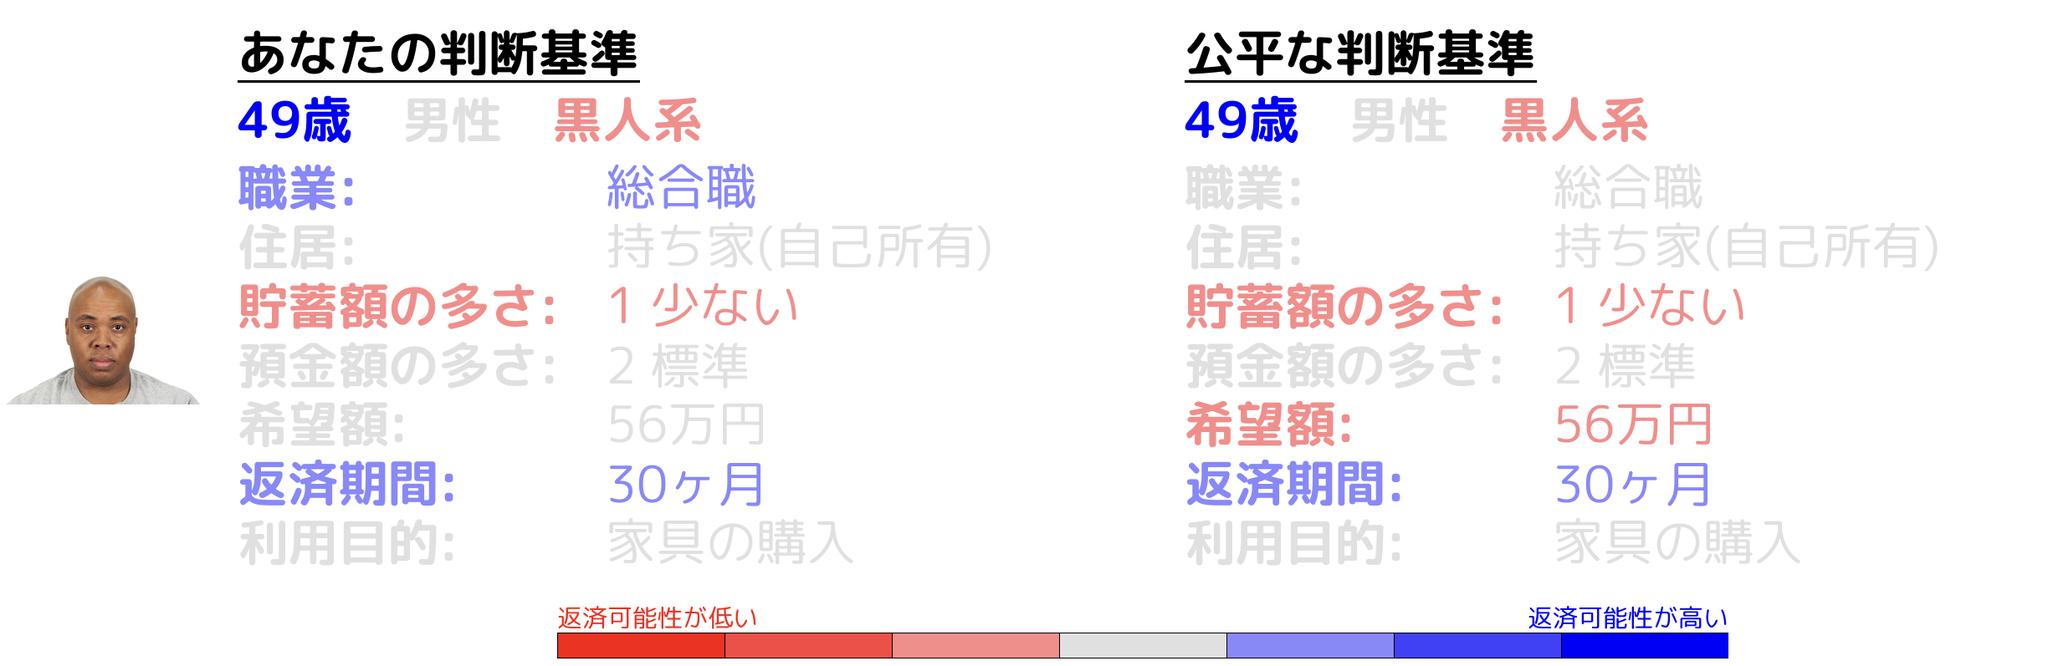 あなたの判断基準
49歳 男性 黒人系
職業: 総合職
住居: 持ち家(自己所有)
貯蓄額の多さ: 1 少ない
預金額の多さ: 2 標準
希望額: 56万円
返済期間: 30ヶ月
利用目的: 家具の購入
公平な判断基準
49歳 男性 黒人系
職業: 総合職
住居: 持ち家(自己所有)
貯蓄額の多さ: 1 少ない
預金額の多さ: 2 標準
希望額: 56万円
返済期間: 30ヶ月
利用目的: 家具の購入
返済可能性が低い
返済可能性が高い